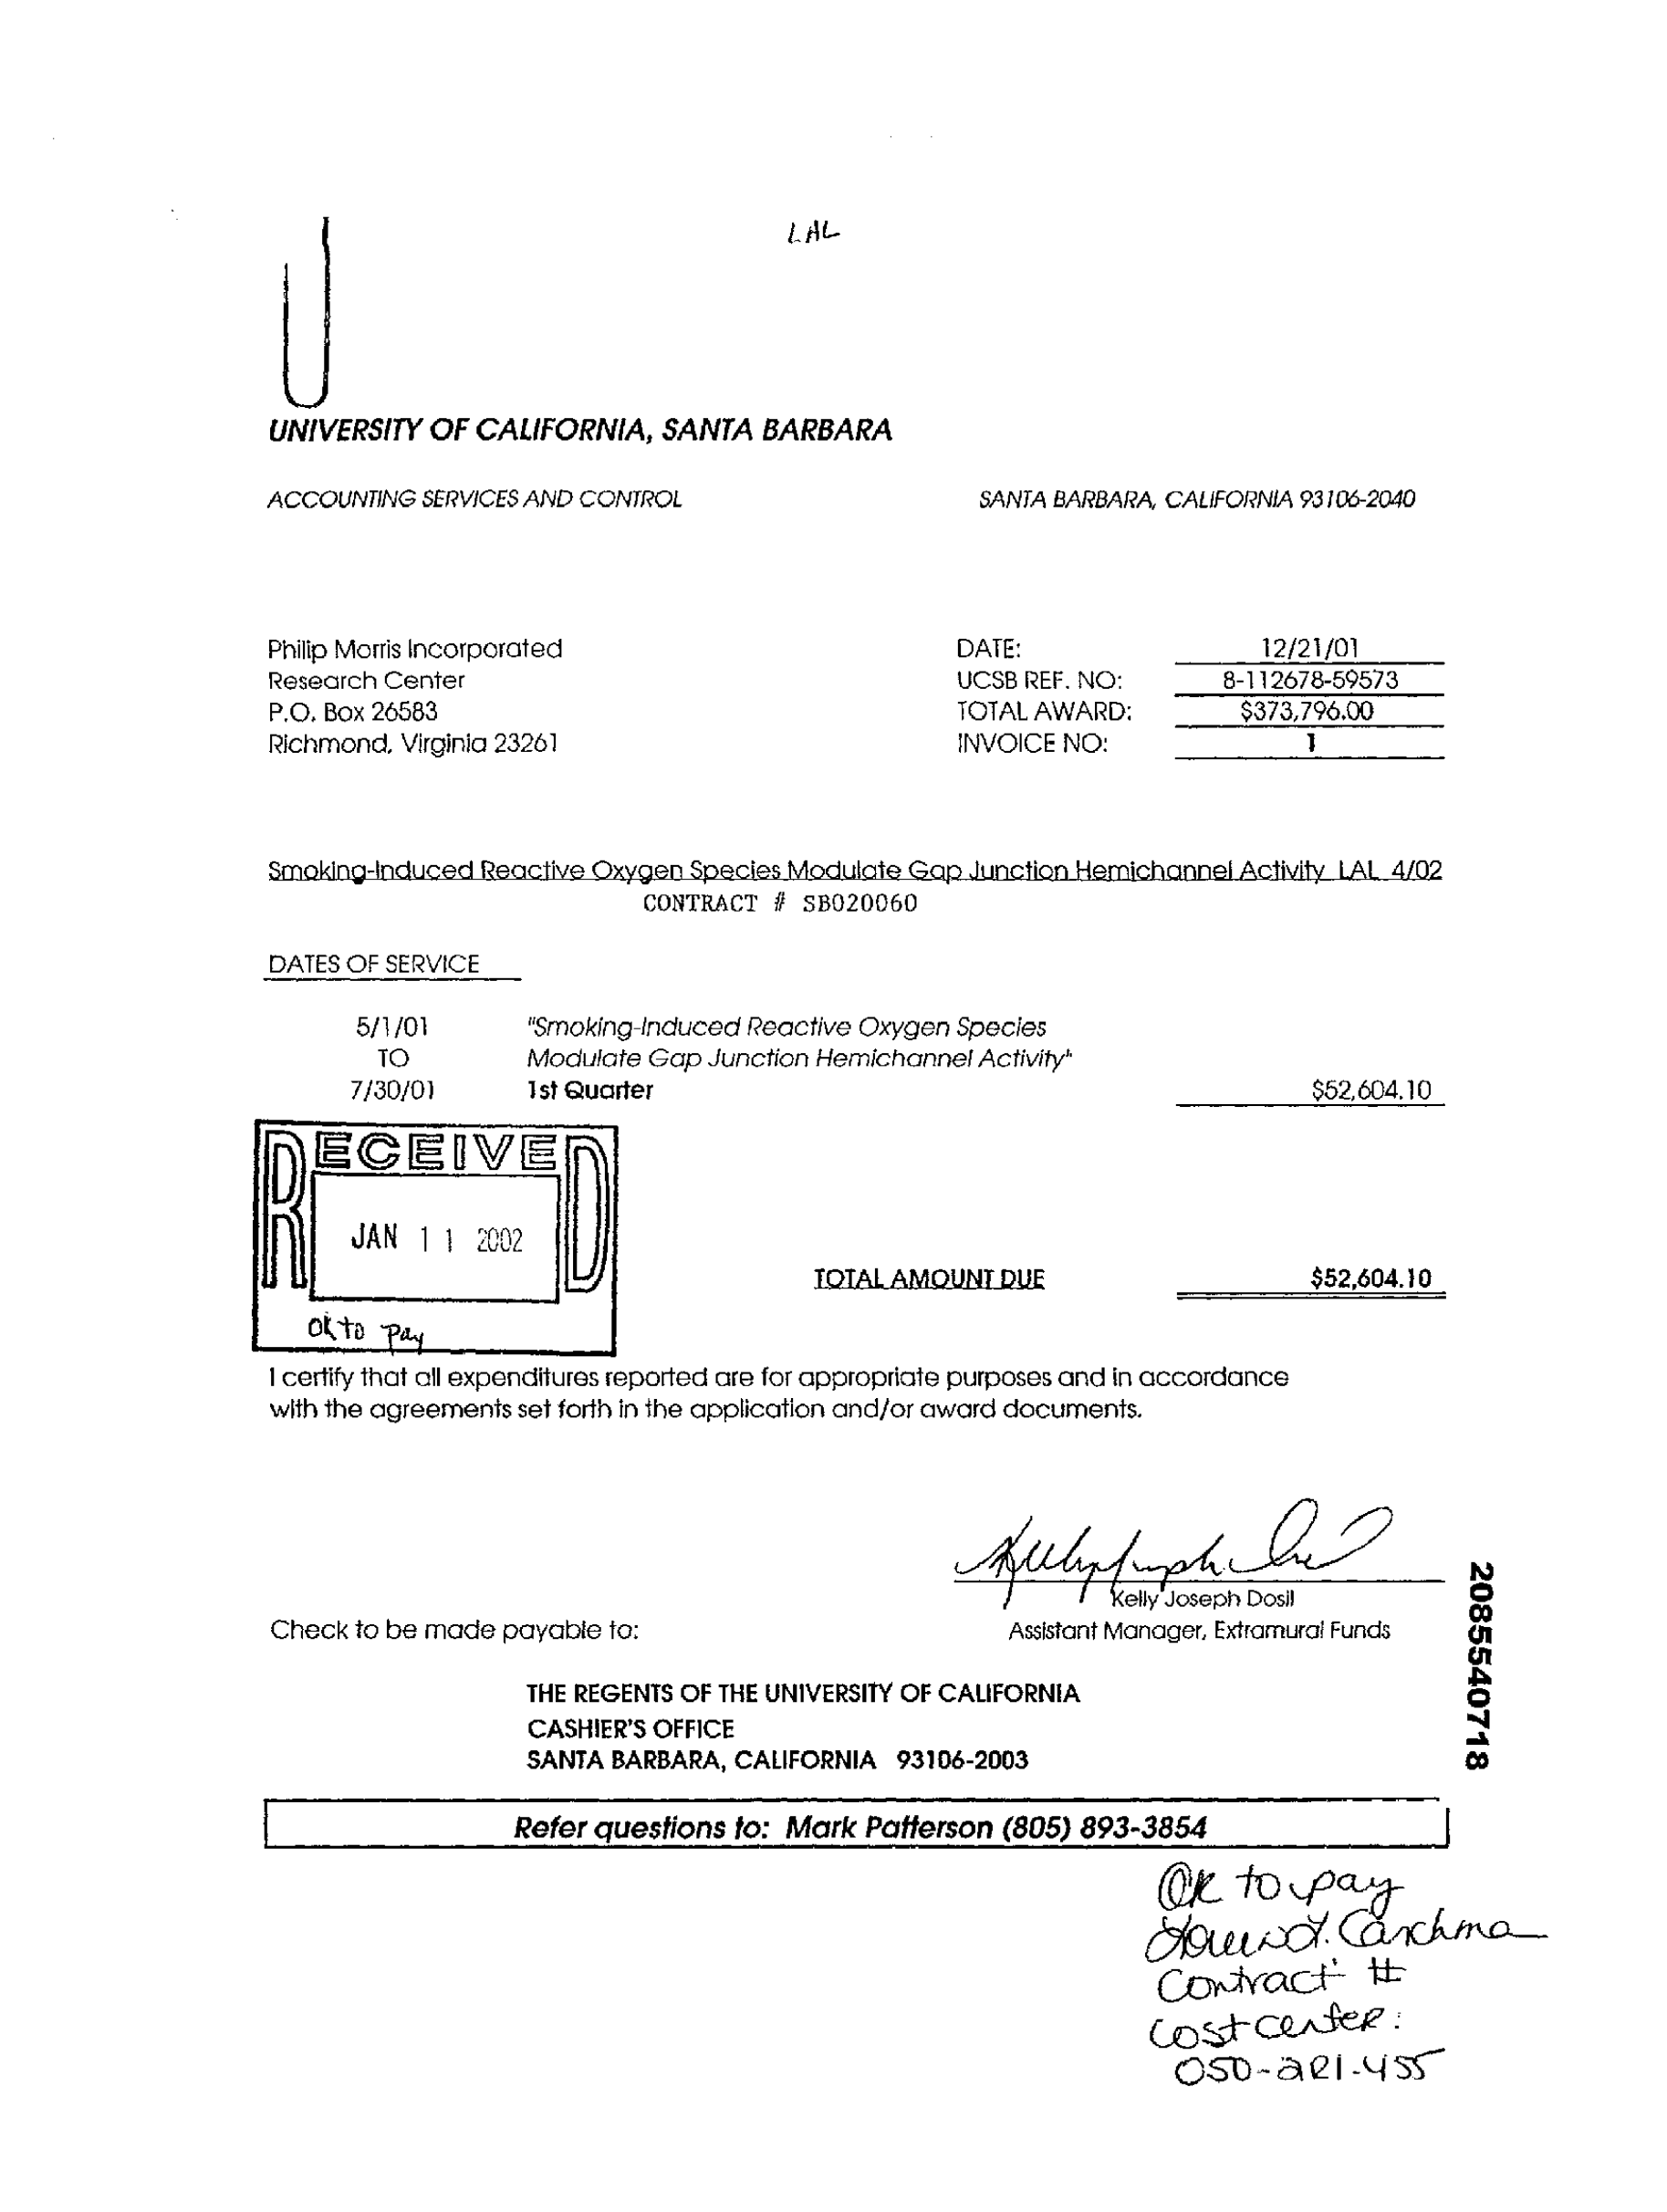 LAL
UNIVERSITY OF CALIFORNIA, SANTA BARBARA
ACCOUNTING SERVICES AND CONTROL SANTA BARBARA, CALIFORNIA 93106-2040
Philip Morris Incorporated DATE: 12/21/01
Research Center UCSB REF. NO: 8-112678-59573
P.O. Box 26583 TOTAL AWARD: $373,796.00
Richmond, Virginia 23261 INVOICE NO: 1
Smoking-Induced Reactive Oxygen Species Modulate Gap Junction Hemichannel Activity LAL 4/02
CONTRACT # SB020060
DATES OF SERVICE
5/1/01 "Smoking-Induced Reactive Oxygen Species
TO Modulate Gap Junction Hemichannel Activity"
7/30/01 1st Quarter $52,604.10
RECEIVED
JAN 11 2002
TOTAL AMOUNT DUE $52,604.10
OK to pay
I certify that all expenditures reported are for appropriate purposes and in accordance
with the agreements set forth in the application and/or award documents.
Kelly Joseph Dosil
Check to be made payable to: Assistant Manager, Extramural Funds
THE REGENTS OF THE UNIVERSITY OF CALIFORNIA
CASHIER'S OFFICE
SANTA BARBARA, CALIFORNIA 93106-2003
2085540718
Refer questions to: Mark Patterson (805) 893-3854
OK to pay
Contract #
Cost center: